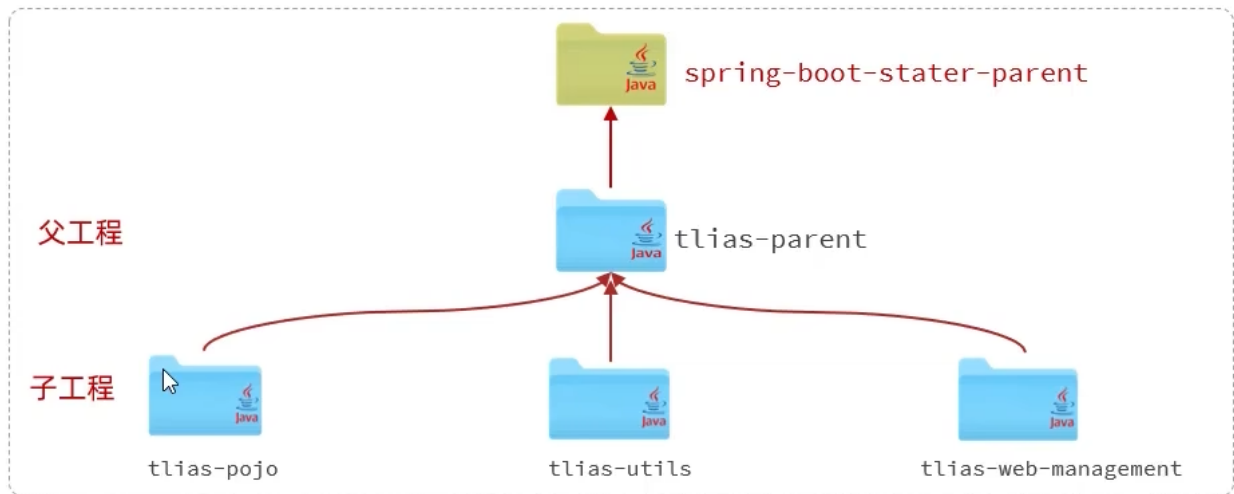 Java
spring-boot-stater-parent
父工程
Java
tlias-parent
子工程
Java
Java
Java
tlias-pojo
tlias-utils
tlias-web-management